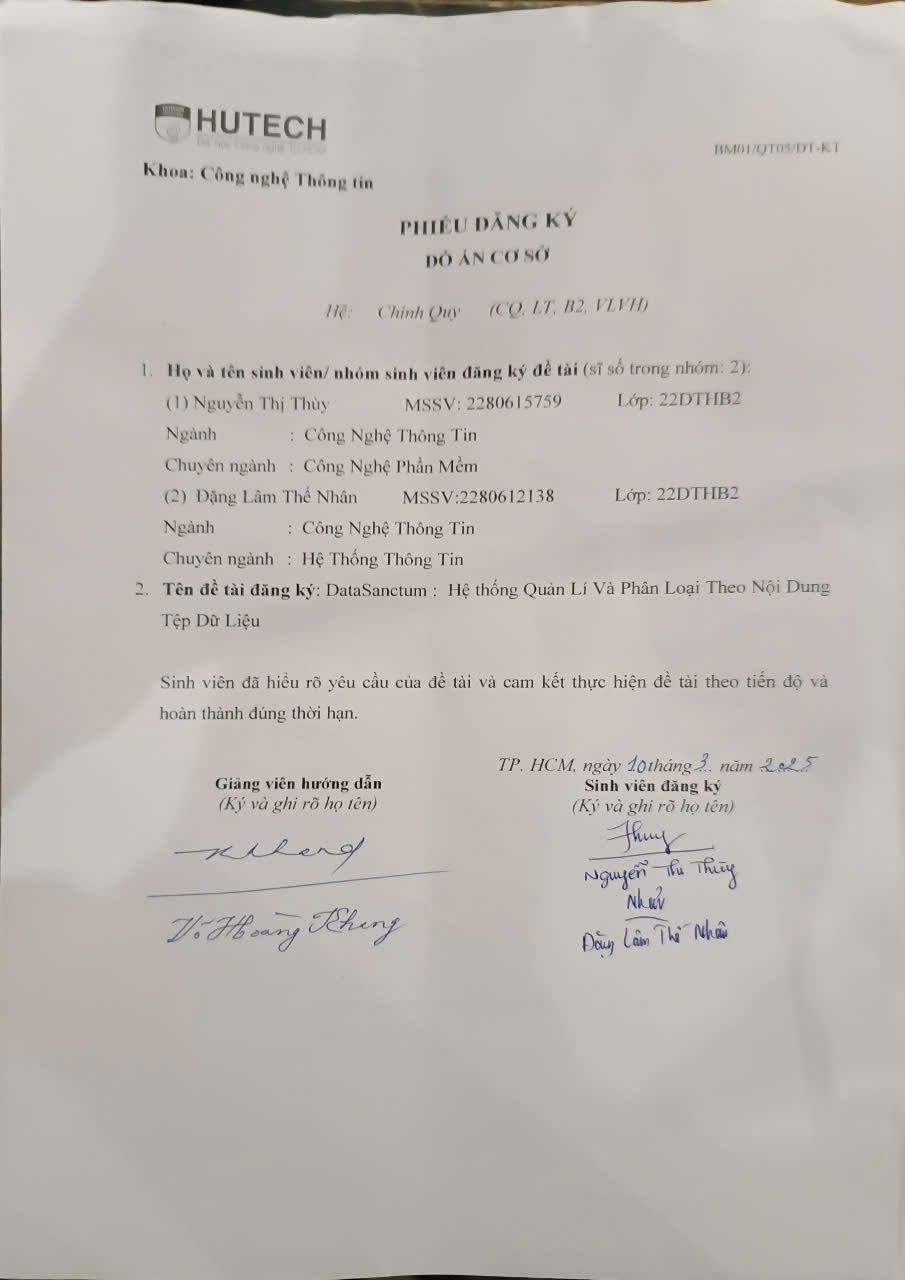 HUTECH
Đại học Công nghệ Tp.HCM
BM01/QT05/ĐT-KT
Khoa: Công nghệ Thông tin
PHIẾU ĐĂNG KÝ
ĐỒ ÁN CƠ SỞ
Hệ: Chính Quy (CQ, LT, B2, VLVH)
1. Họ và tên sinh viên/ nhóm sinh viên đăng ký đề tài (sĩ số trong nhóm: 2):
(1) Nguyễn Thị Thùy MSSV: 2280615759 Lớp: 22DTHB2
Ngành : Công Nghệ Thông Tin
Chuyên ngành : Công Nghệ Phần Mềm
(2) Đặng Lâm Thế Nhân MSSV:2280612138 Lớp: 22DTHB2
Ngành : Công Nghệ Thông Tin
Chuyên ngành : Hệ Thống Thông Tin
2. Tên đề tài đăng ký: DataSanctum : Hệ thống Quản Lí Và Phân Loại Theo Nội Dung
Tệp Dữ Liệu
Sinh viên đã hiểu rõ yêu cầu của đề tài và cam kết thực hiện đề tài theo tiến độ và
hoàn thành đúng thời hạn.
TP. HCM, ngày 10 tháng 3.. năm 2025
Giảng viên hướng dẫn
(Ký và ghi rõ họ tên)
Sinh viên đăng ký
(Ký và ghi rõ họ tên)
Thuy
Nguyễn Thị Thùy
Đặng Lâm Thế Nhân
Võ Hoàng Khang